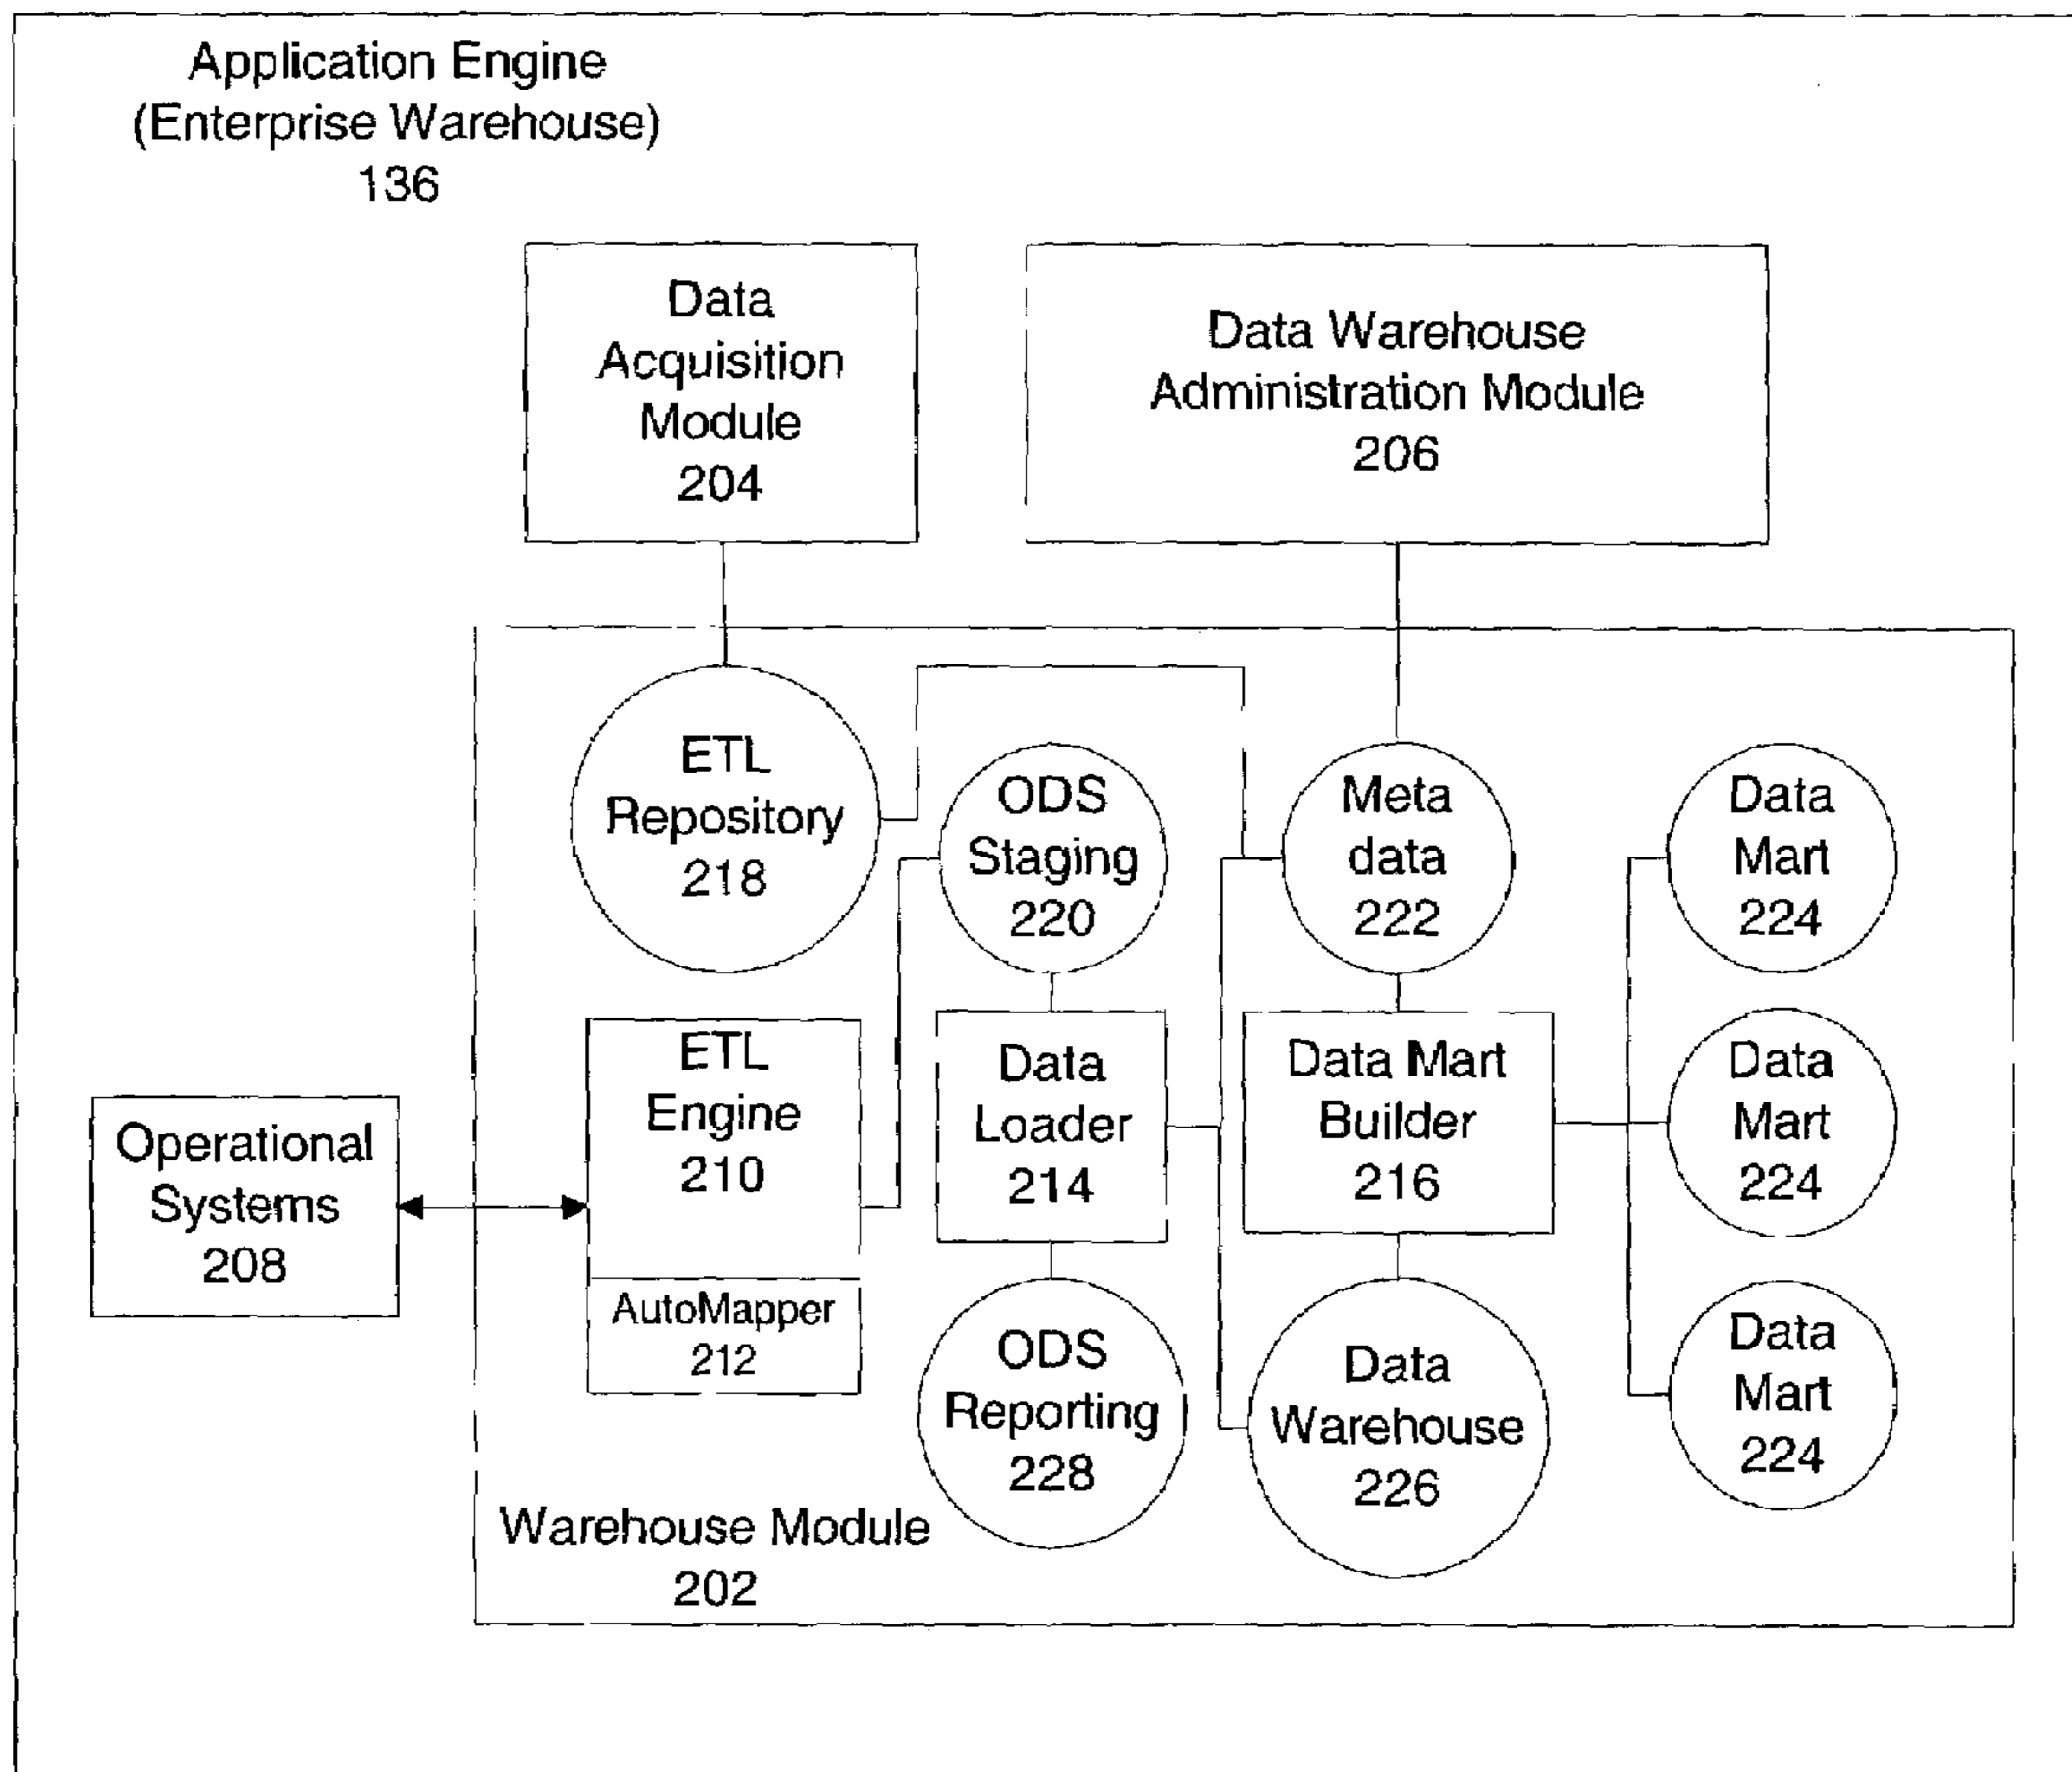 Application Engine
(Enterprise Warehouse)
136
Data
Acquisition
Module
204
Data Warehouse
Administration Module
206
ETL
Repository
218
ODS
Staging
220
Meta
data
222
Data
Mart
224
Operational
Systems
208
ETL
Engine
210
AutoMapper
212
Data
Loader
214
Data Mart
Builder
216
Data
Mart
224
ODS
Reporting
228
Data
Warehouse
226
Data
Mart
224
Warehouse Module
202